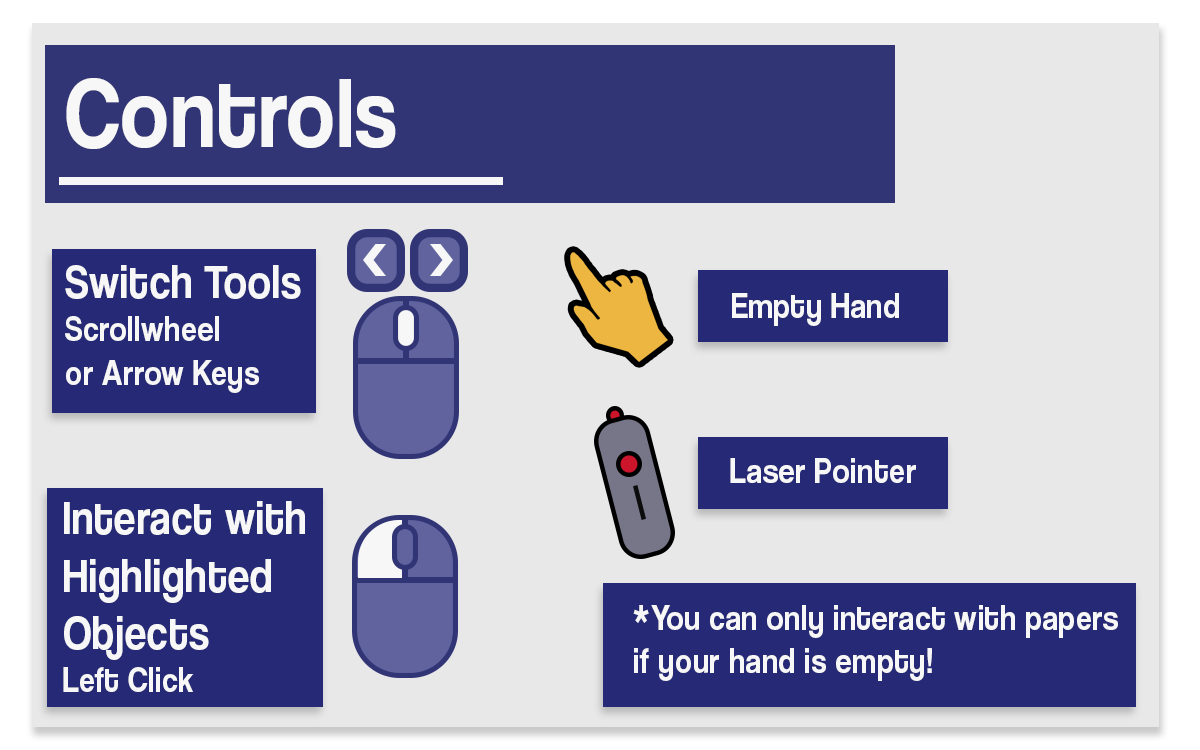 Controls
Switch Tools
Scrollwheel
or Arrow Keys
Interact with
Highlighted
Objects
Left Click
Empty Hand
Laser Pointer
*You can only interact with papers
if your hand is empty!